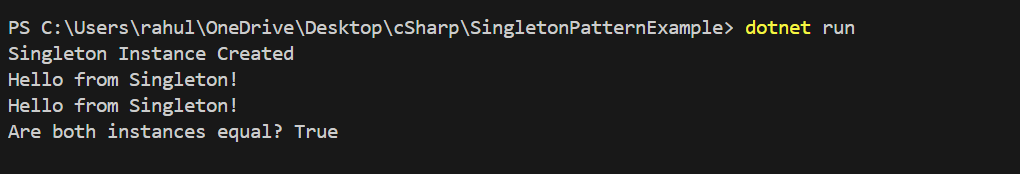 PS C:\Users\rahul\OneDrive\Desktop\cSharp\SingletonPatternExample> dotnet run
Singleton Instance Created
Hello from Singleton!
Hello from Singleton!
Are both instances equal? True